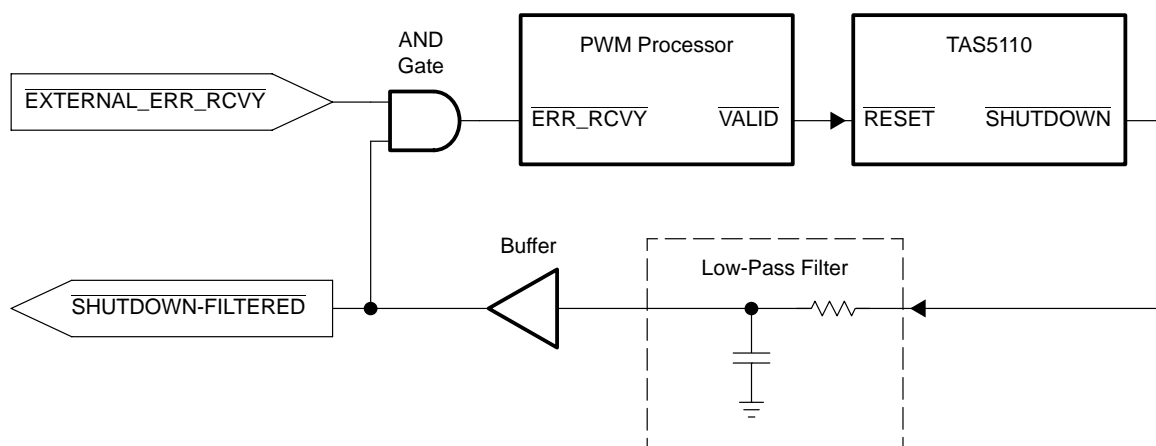 AND
Gate
PWM Processor
TAS5110
EXTERNAL_ERR_RCVY
ERR_RCVY
VALID
RESET
SHUTDOWN
Buffer
Low-Pass Filter
SHUTDOWN-FILTERED